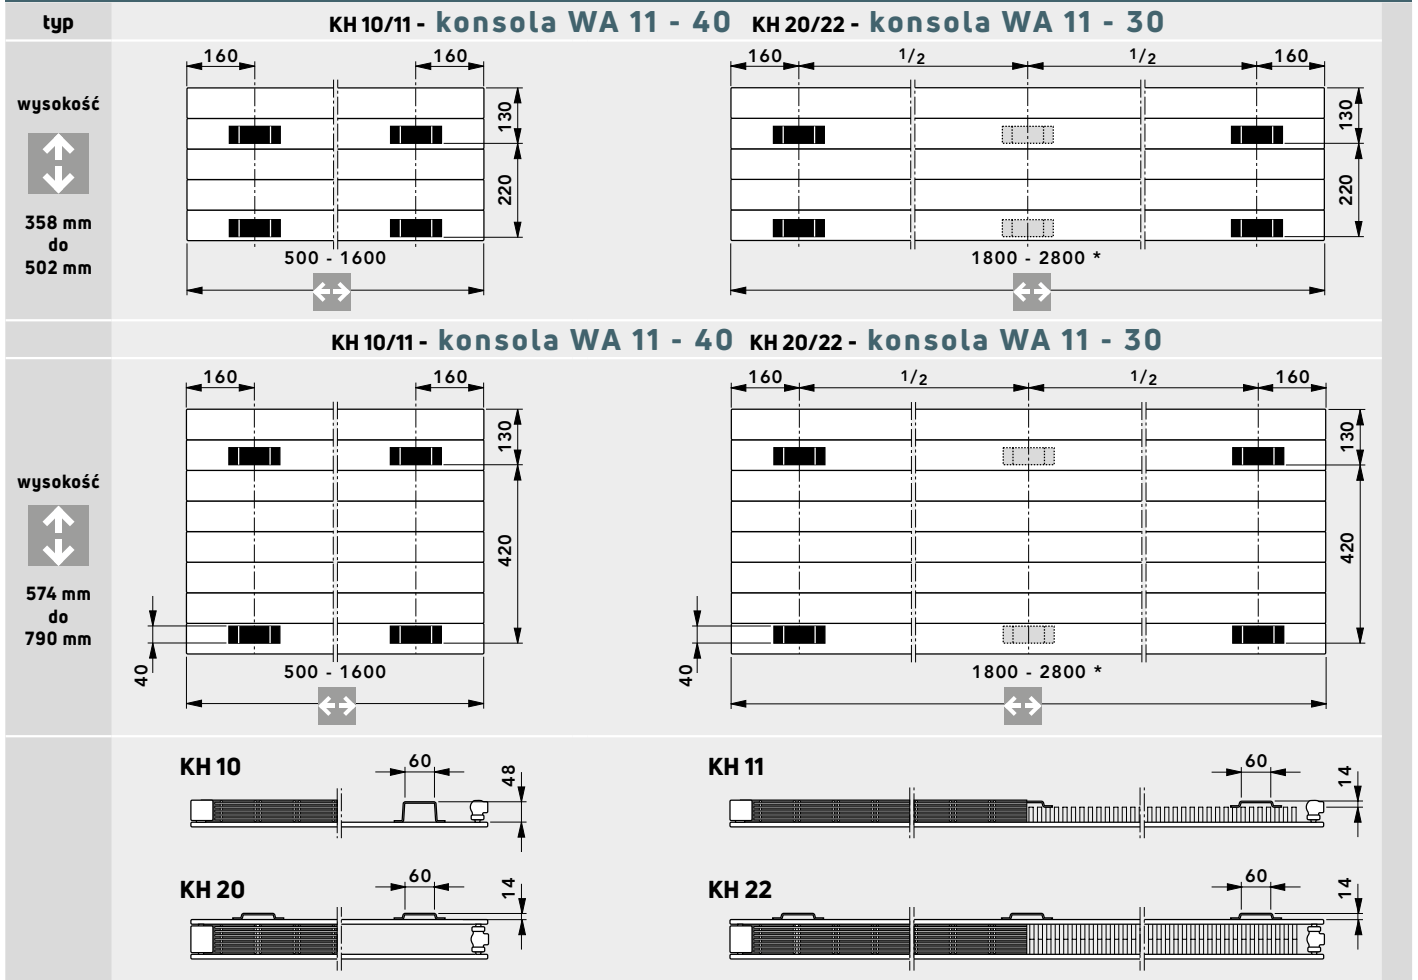 typ
KH 10/11 - konsola WA 11 - 40 KH 20/22 - konsola WA 11 - 30
160 160 160 1/2 1/2 160
wysokość
358 mm
do
502 mm
130
220
130
220
500 - 1600
1800 - 2800 *
KH 10/11 - konsola WA 11 - 40 KH 20/22 - konsola WA 11 - 30
160 160 160 1/2 1/2 160
wysokość
574 mm
do
790 mm
130
420
40
130
420
40
500 - 1600
1800 - 2800 *
KH 10
60
48
KH 11
60
14
KH 20
60
14
KH 22
60
14